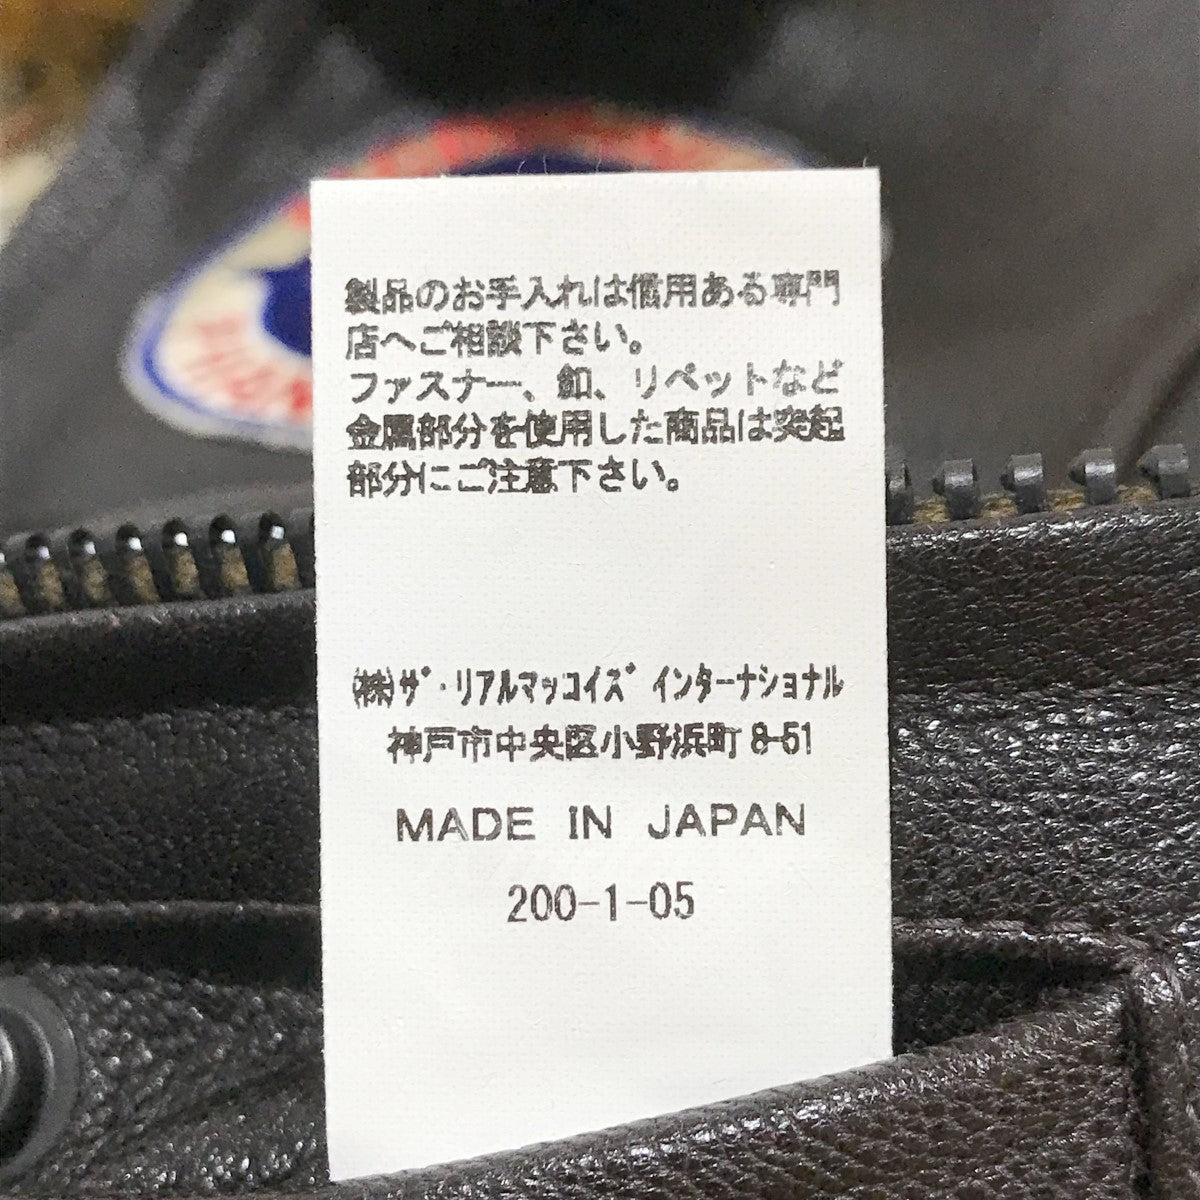 製品のお手入れは信用ある専門
店へご相談下さい。
ファスナー、釦、リベットなど
金属部分を使用した商品は突起
部分にご注意下さい。
㈱ｻﾞ･ﾘｱﾙﾏｯｺｲｽﾞ ｲﾝﾀｰﾅｼｮﾅﾙ
神戸市中央区小野浜町 8-51
MADE IN JAPAN
200-1-05